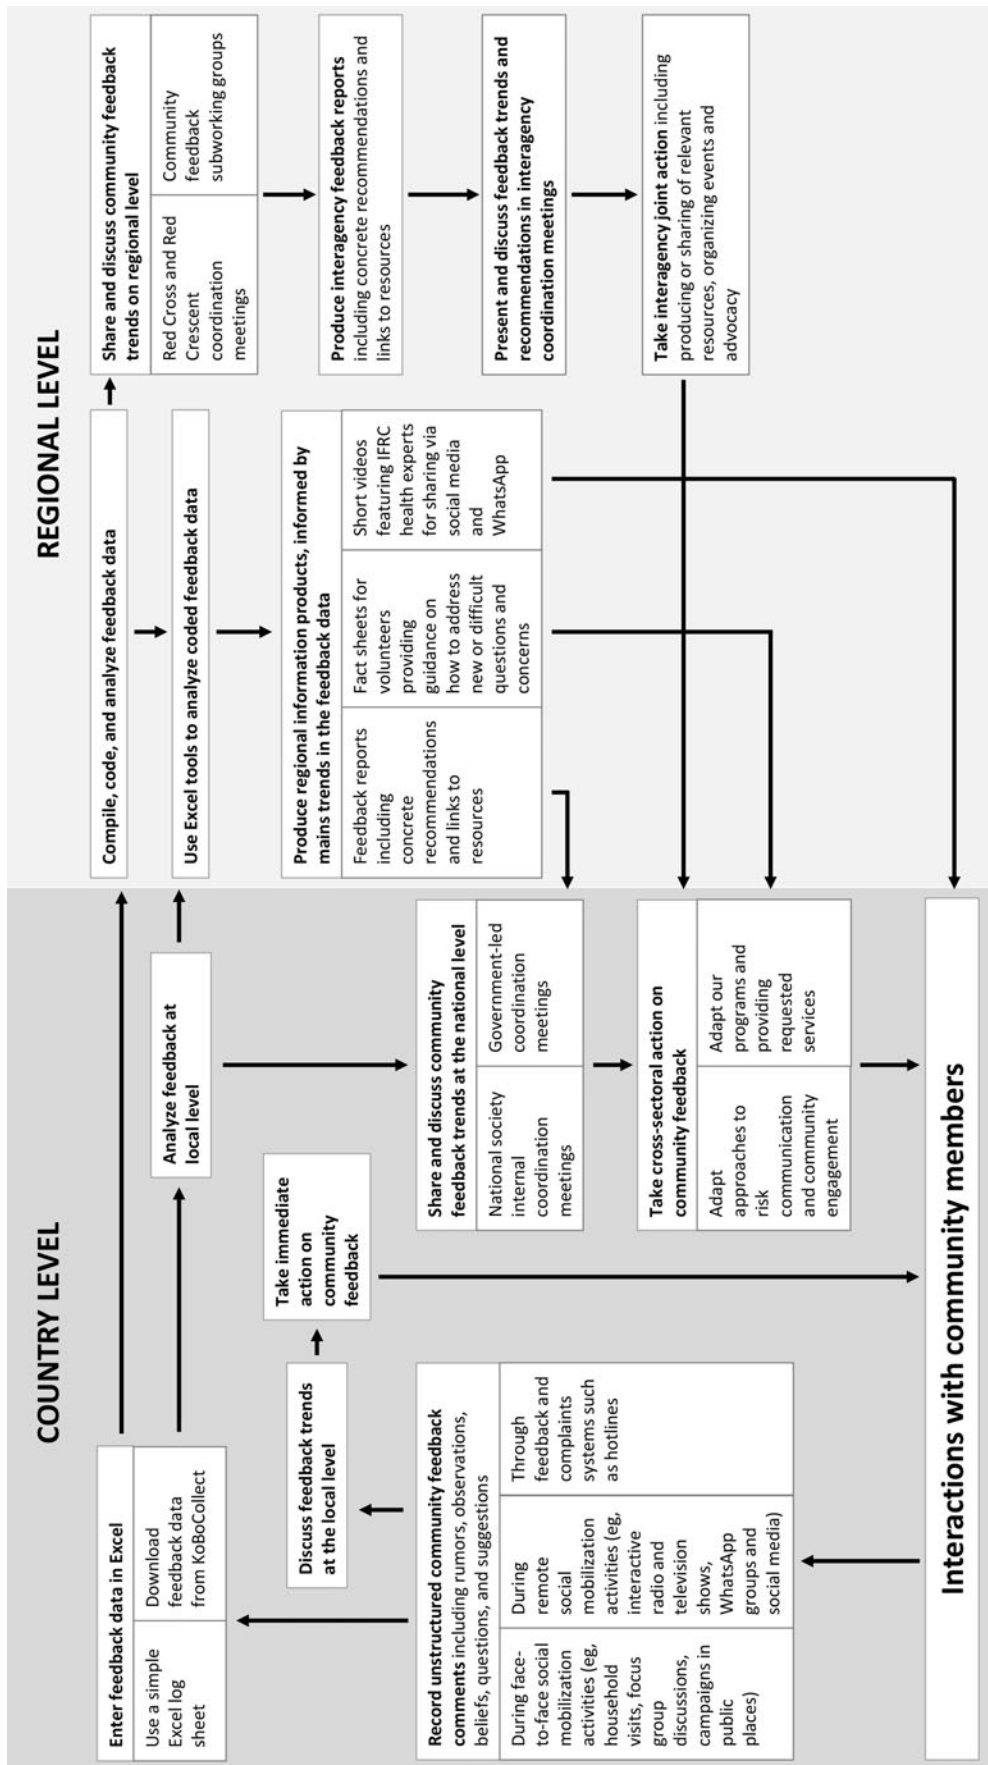 COUNTRY LEVEL
Enter feedback data in Excel
Use a simple
Excel log
sheet
Download
feedback data
from KoBoCollect
Analyze feedback at
local level
Discuss feedback trends
at the local level
Take immediate
action on
community
feedback
Record unstructured community feedback
comments including rumors, observations,
beliefs, questions, and suggestions
During face-
to-face social
mobilization
activities (eg,
household
visits, focus
group
discussions,
campaigns in
public
places)
During
remote
social
mobilization
activities (eg,
interactive
radio and
television
shows,
WhatsApp
groups and
social media)
Through
feedback and
complaints
systems such
as hotlines
Share and discuss community
feedback trends at the national level
National society
internal
coordination
meetings
Government-led
coordination
meetings
Take cross-sectoral action on
community feedback
Adapt
approaches to
risk
communication
and community
engagement
Adapt our
programs and
providing
requested
services
Interactions with community members
REGIONAL LEVEL
Compile, code, and analyze feedback data
Use Excel tools to analyze coded feedback data
Produce regional information products, informed by
mains trends in the feedback data
Feedback reports
including
concrete
recommendations
and links to
resources
Fact sheets for
volunteers
providing
guidance on
how to address
new or difficult
questions and
concerns
Short videos
featuring IFRC
health experts
for sharing via
social media
and
WhatsApp
Share and discuss community feedback
trends on regional level
Red Cross and Red
Crescent
coordination
meetings
Community
feedback
subworking groups
Produce interagency feedback reports
including concrete recommendations and
links to resources
Present and discuss feedback trends and
recommendations in interagency
coordination meetings
Take interagency joint action including
producing or sharing of relevant
resources, organizing events and
advocacy